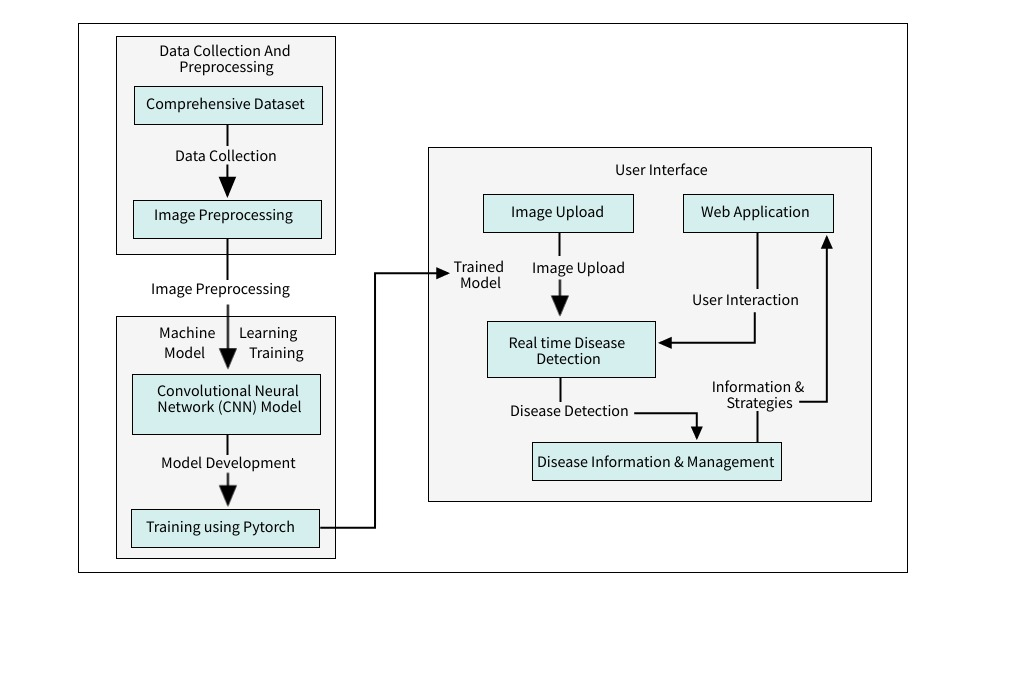 Data Collection And
Preprocessing
Comprehensive Dataset
Data Collection
Image Preprocessing
Image Preprocessing
Machine Learning
Model Training
Convolutional Neural
Network (CNN) Model
Model Development
Training using Pytorch
User Interface
Image Upload
Web Application
Trained
Model
Image Upload
User Interaction
Real time Disease
Detection
Information &
Strategies
Disease Detection
Disease Information & Management